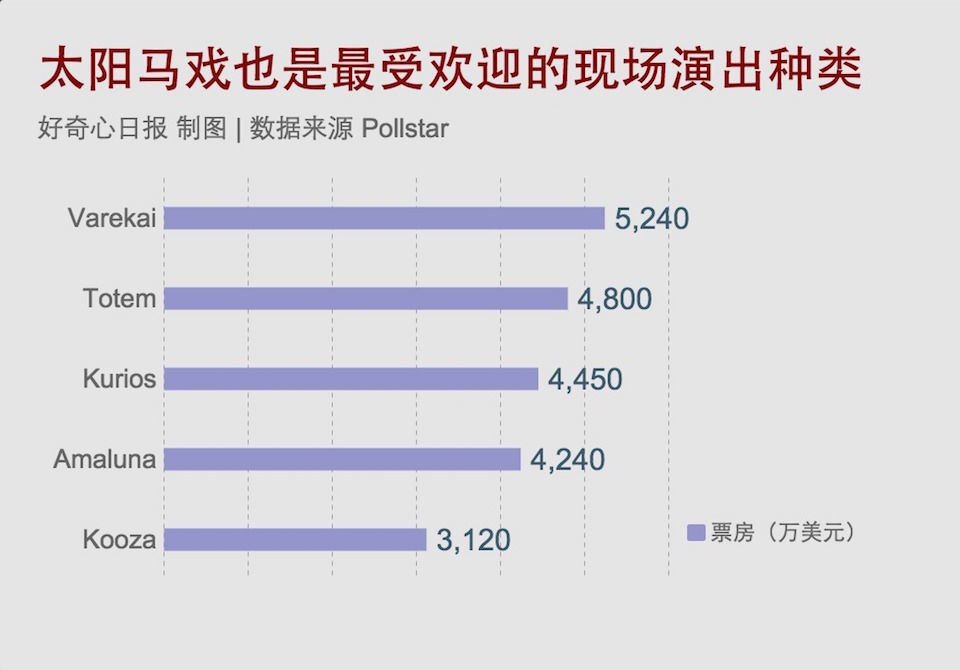 太阳马戏也是最受欢迎的现场演出种类
好奇心日报 制图 | 数据来源 Pollstar
Varekai 5,240
Totem 4,800
Kurios 4,450
Amaluna 4,240
Kooza 3,120
票房（万美元）